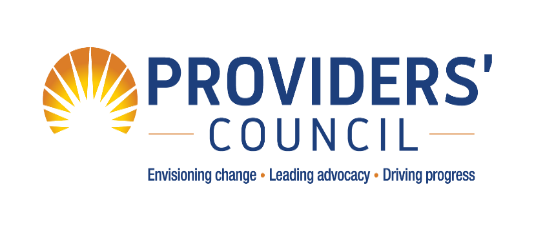 PROVIDERS'
COUNCIL
Envisioning change • Leading advocacy • Driving progress